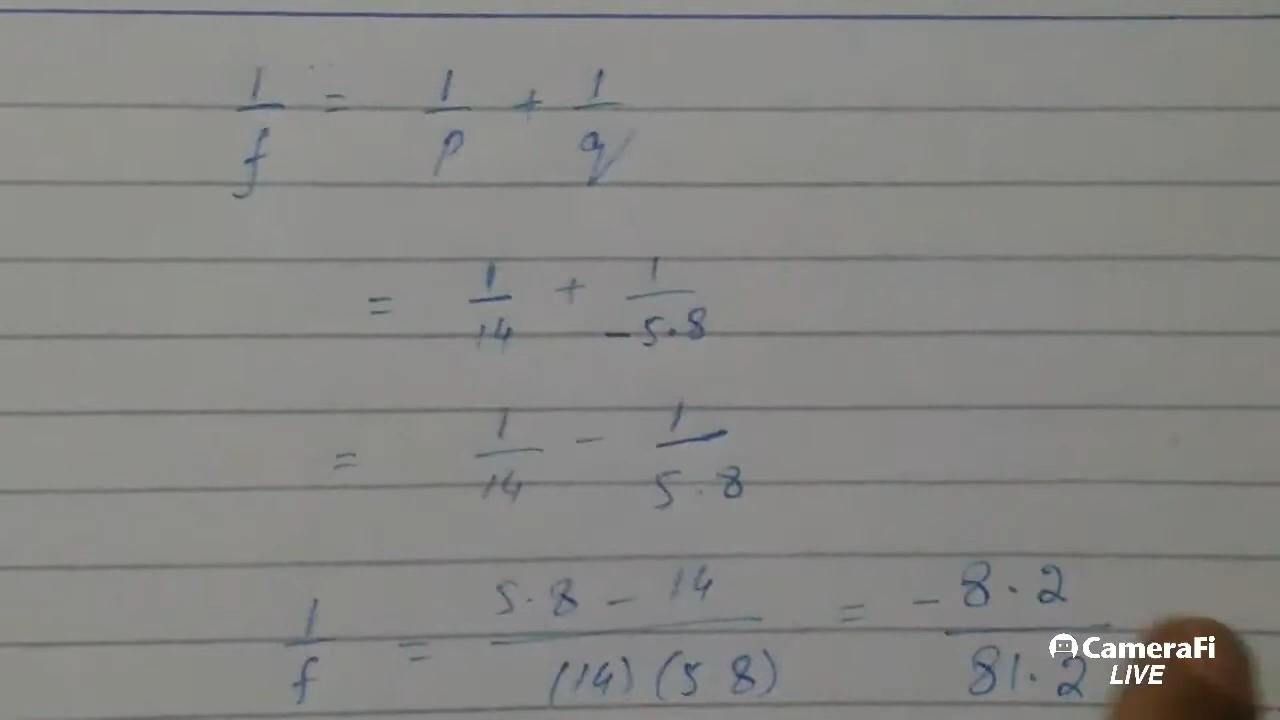 1/f = 1/p + 1/q
= 1/14 + 1/-5.8
= 1/14 - 1/5.8
1/f = 5.8 - 14/(14)(5 8) = -8.2/81.2
CameraFi
LIVE